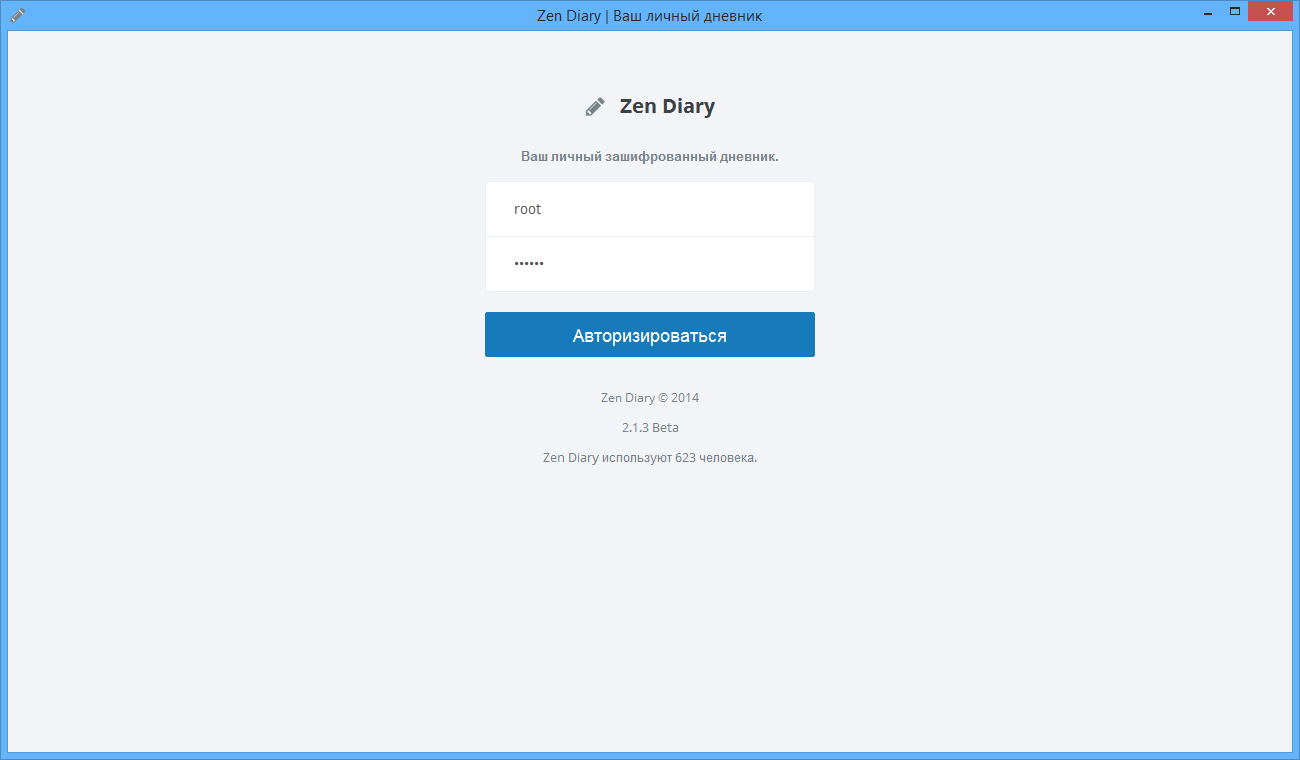 Zen Diary | Ваш личный дневник
Zen Diary
Ваш личный зашифрованный дневник.
root
••••••
Авторизироваться
Zen Diary © 2014
2.1.3 Beta
Zen Diary используют 623 человека.